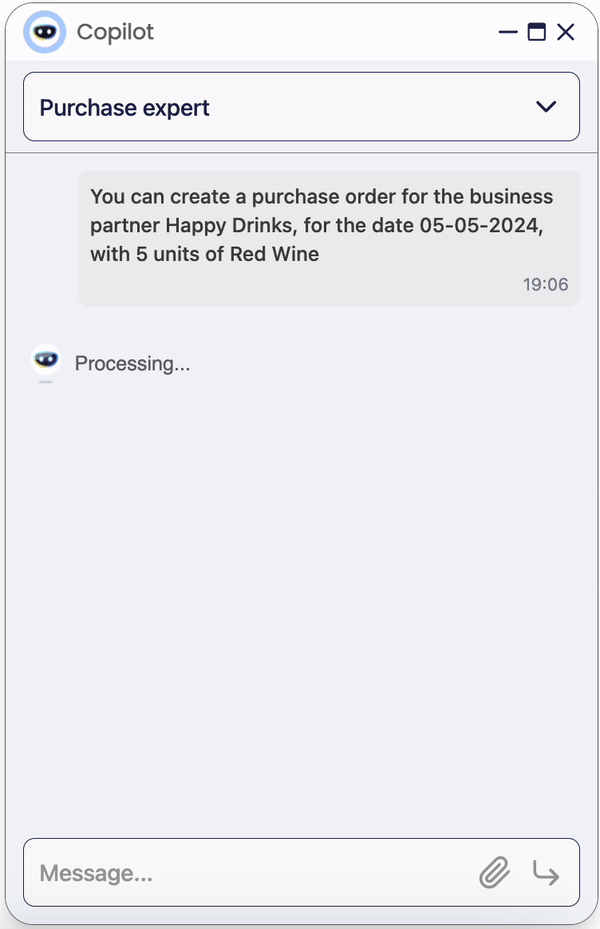 Copilot
Purchase expert
You can create a purchase order for the business
partner Happy Drinks, for the date 05-05-2024,
with 5 units of Red Wine
19:06
Processing...
Message...